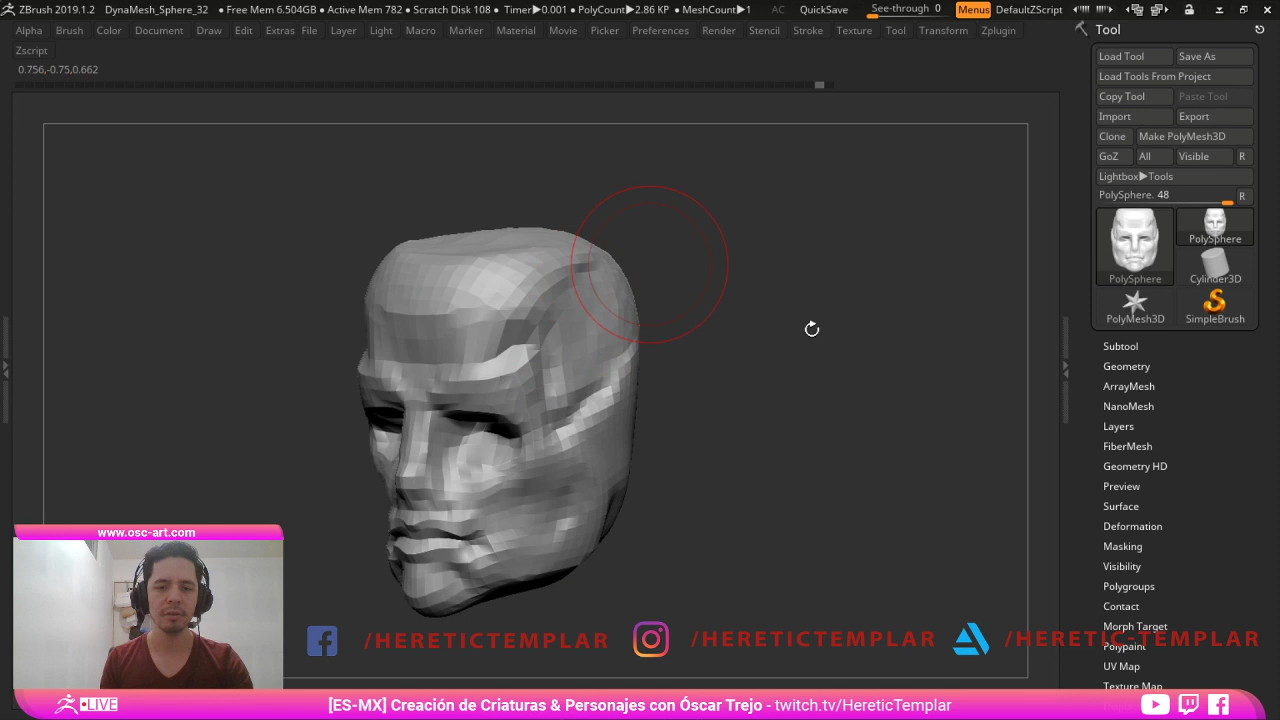 ZBrush 2019.1.2 DynaMesh_Sphere_32 • Free Mem 6.504GB • Active Mem 782 • Scratch Disk 108 • Timer▶0.001 • PolyCount▶2.86 KP • MeshCount▶1 AC QuickSave See-through 0 Menus DefaultZScript
Alpha Brush Color Document Draw Edit Extras File Layer Light Macro Marker Material Movie Picker Preferences Render Stencil Stroke Texture Tool Transform Zplugin
Zscript
0.756,-0.75,0.662
Tool
Load Tool Save As
Load Tools From Project
Copy Tool Paste Tool
Import Export
Clone Make PolyMesh3D
GoZ All Visible R
Lightbox▶Tools
PolySphere. 48 R
PolySphere
PolySphere Cylinder3D
PolyMesh3D SimpleBrush
Subtool
Geometry
ArrayMesh
NanoMesh
Layers
FiberMesh
Geometry HD
Preview
Surface
Deformation
Masking
Visibility
Polygroups
Contact
Morph Target
Polypaint
UV Map
Texture Map
www.osc-art.com
/HERETICTEMPLAR /HERETICTEMPLAR /HERETIC-TEMPLAR
LIVE [ES-MX] Creación de Criaturas & Personajes con Óscar Trejo - twitch.tv/HereticTemplar